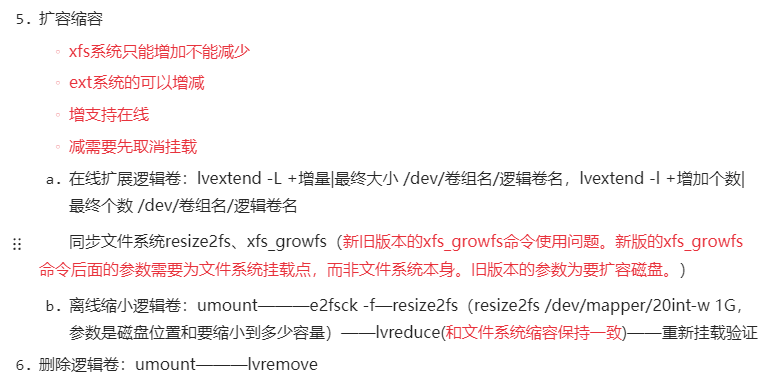 5. 扩容缩容
◦ xfs系统只能增加不能减少
◦ ext系统的可以增减
◦ 增支持在线
◦ 减需要先取消挂载
a. 在线扩展逻辑卷：lvextend -L +增量|最终大小 /dev/卷组名/逻辑卷名，lvextend -l +增加个数|
最终个数 /dev/卷组名/逻辑卷名
同步文件系统resize2fs、xfs_growfs（新旧版本的xfs_growfs命令使用问题。新版的xfs_growfs
命令后面的参数需要为文件系统挂载点，而非文件系统本身。旧版本的参数为要扩容磁盘。）
b. 离线缩小逻辑卷：umount———e2fsck -f—resize2fs（resize2fs /dev/mapper/20int-w 1G，
参数是磁盘位置和要缩小到多少容量）——lvreduce(和文件系统缩容保持一致)——重新挂载验证
6. 删除逻辑卷：umount———lvremove